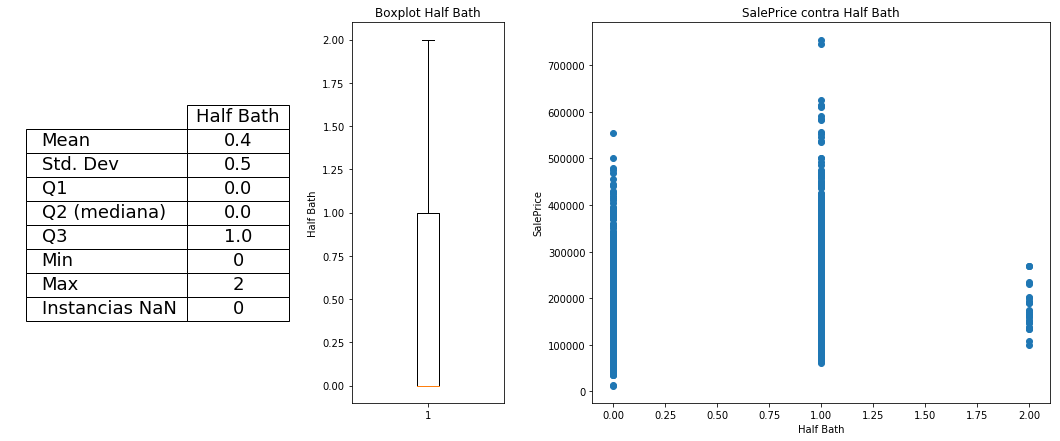 Half Bath
Mean 0.4
Std. Dev 0.5
Q1 0.0
Q2 (mediana) 0.0
Q3 1.0
Min 0
Max 2
Instancias NaN 0
Boxplot Half Bath
Half Bath
2.00
1.75
1.50
1.25
1.00
0.75
0.50
0.25
0.00
1
SalePrice contra Half Bath
SalePrice
700000
600000
500000
400000
300000
200000
100000
0
0.00 0.25 0.50 0.75 1.00 1.25 1.50 1.75 2.00
Half Bath